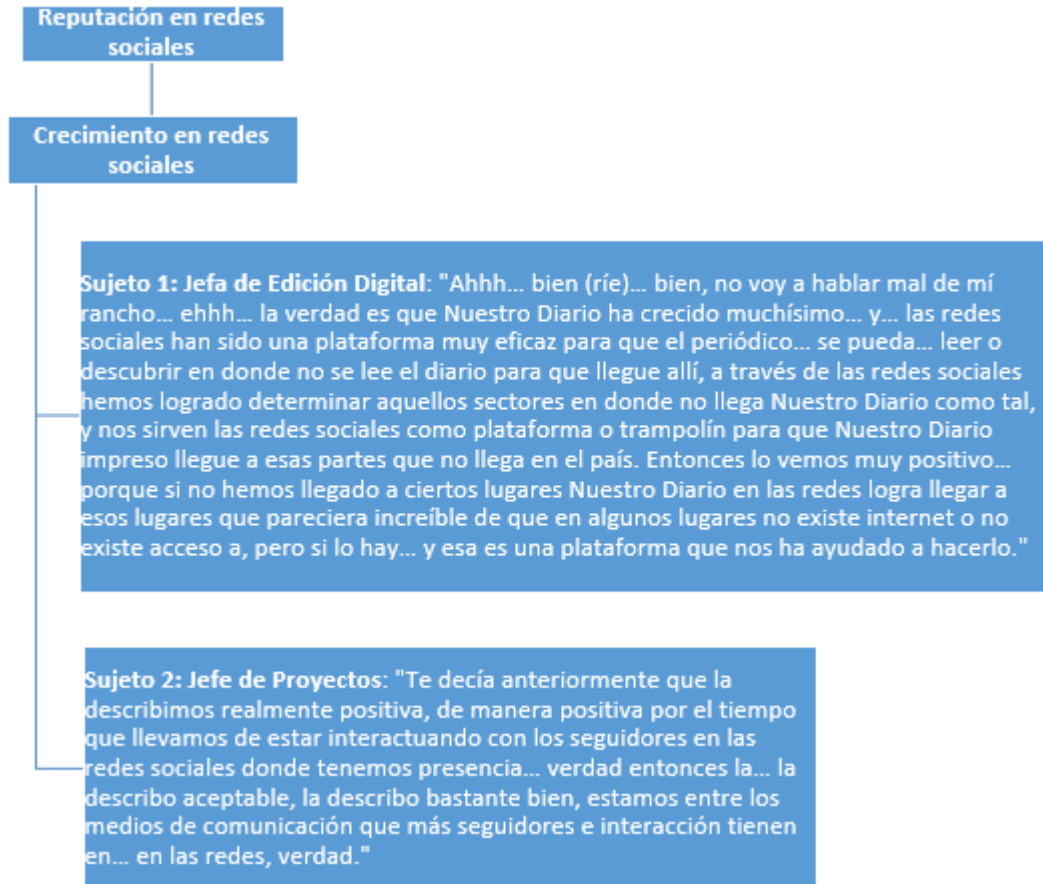 Reputación en redes
sociales
Crecimiento en redes
sociales
Sujeto 1: Jefa de Edición Digital: "Ahhh... bien (ríe)... bien, no voy a hablar mal de mí
rancho... ehhh... la verdad es que Nuestro Diario ha crecido muchísimo... y... las redes
sociales han sido una plataforma muy eficaz para que el periódico... se pueda... leer o
descubrir en donde no se lee el diario para que llegue allí, a través de las redes sociales
hemos logrado determinar aquellos sectores en donde no llega Nuestro Diario como tal,
y nos sirven las redes sociales como plataforma o trampolín para que Nuestro Diario
impreso llegue a esas partes que no llega en el país. Entonces lo vemos muy positivo...
porque si no hemos llegado a ciertos lugares Nuestro Diario en las redes logra llegar a
esos lugares que pareciera increíble de que en algunos lugares no existe internet o no
existe acceso a, pero si lo hay... y esa es una plataforma que nos ha ayudado a hacerlo."
Sujeto 2: Jefe de Proyectos: "Te decía anteriormente que la
describimos realmente positiva, de manera positiva por el tiempo
que llevamos de estar interactuando con los seguidores en las
redes sociales donde tenemos presencia... verdad entonces la... la
describo aceptable, la describo bastante bien, estamos entre los
medios de comunicación que más seguidores e interacción tienen
en... en las redes, verdad."